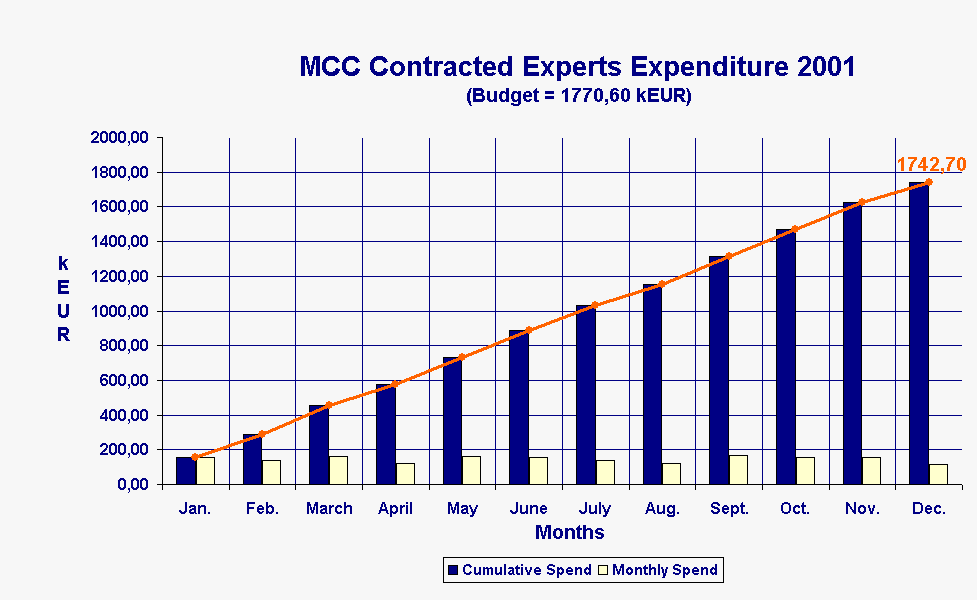 MCC Contracted Experts Expenditure 2001
(Budget = 1770,60 kEUR)
2000,00
1800,00
1600,00
1400,00
1200,00
1000,00
800,00
600,00
400,00
200,00
0,00
k
E
U
R
1742,70
Jan. Feb. March April May June July Aug. Sept. Oct. Nov. Dec.
Months
Cumulative Spend Monthly Spend